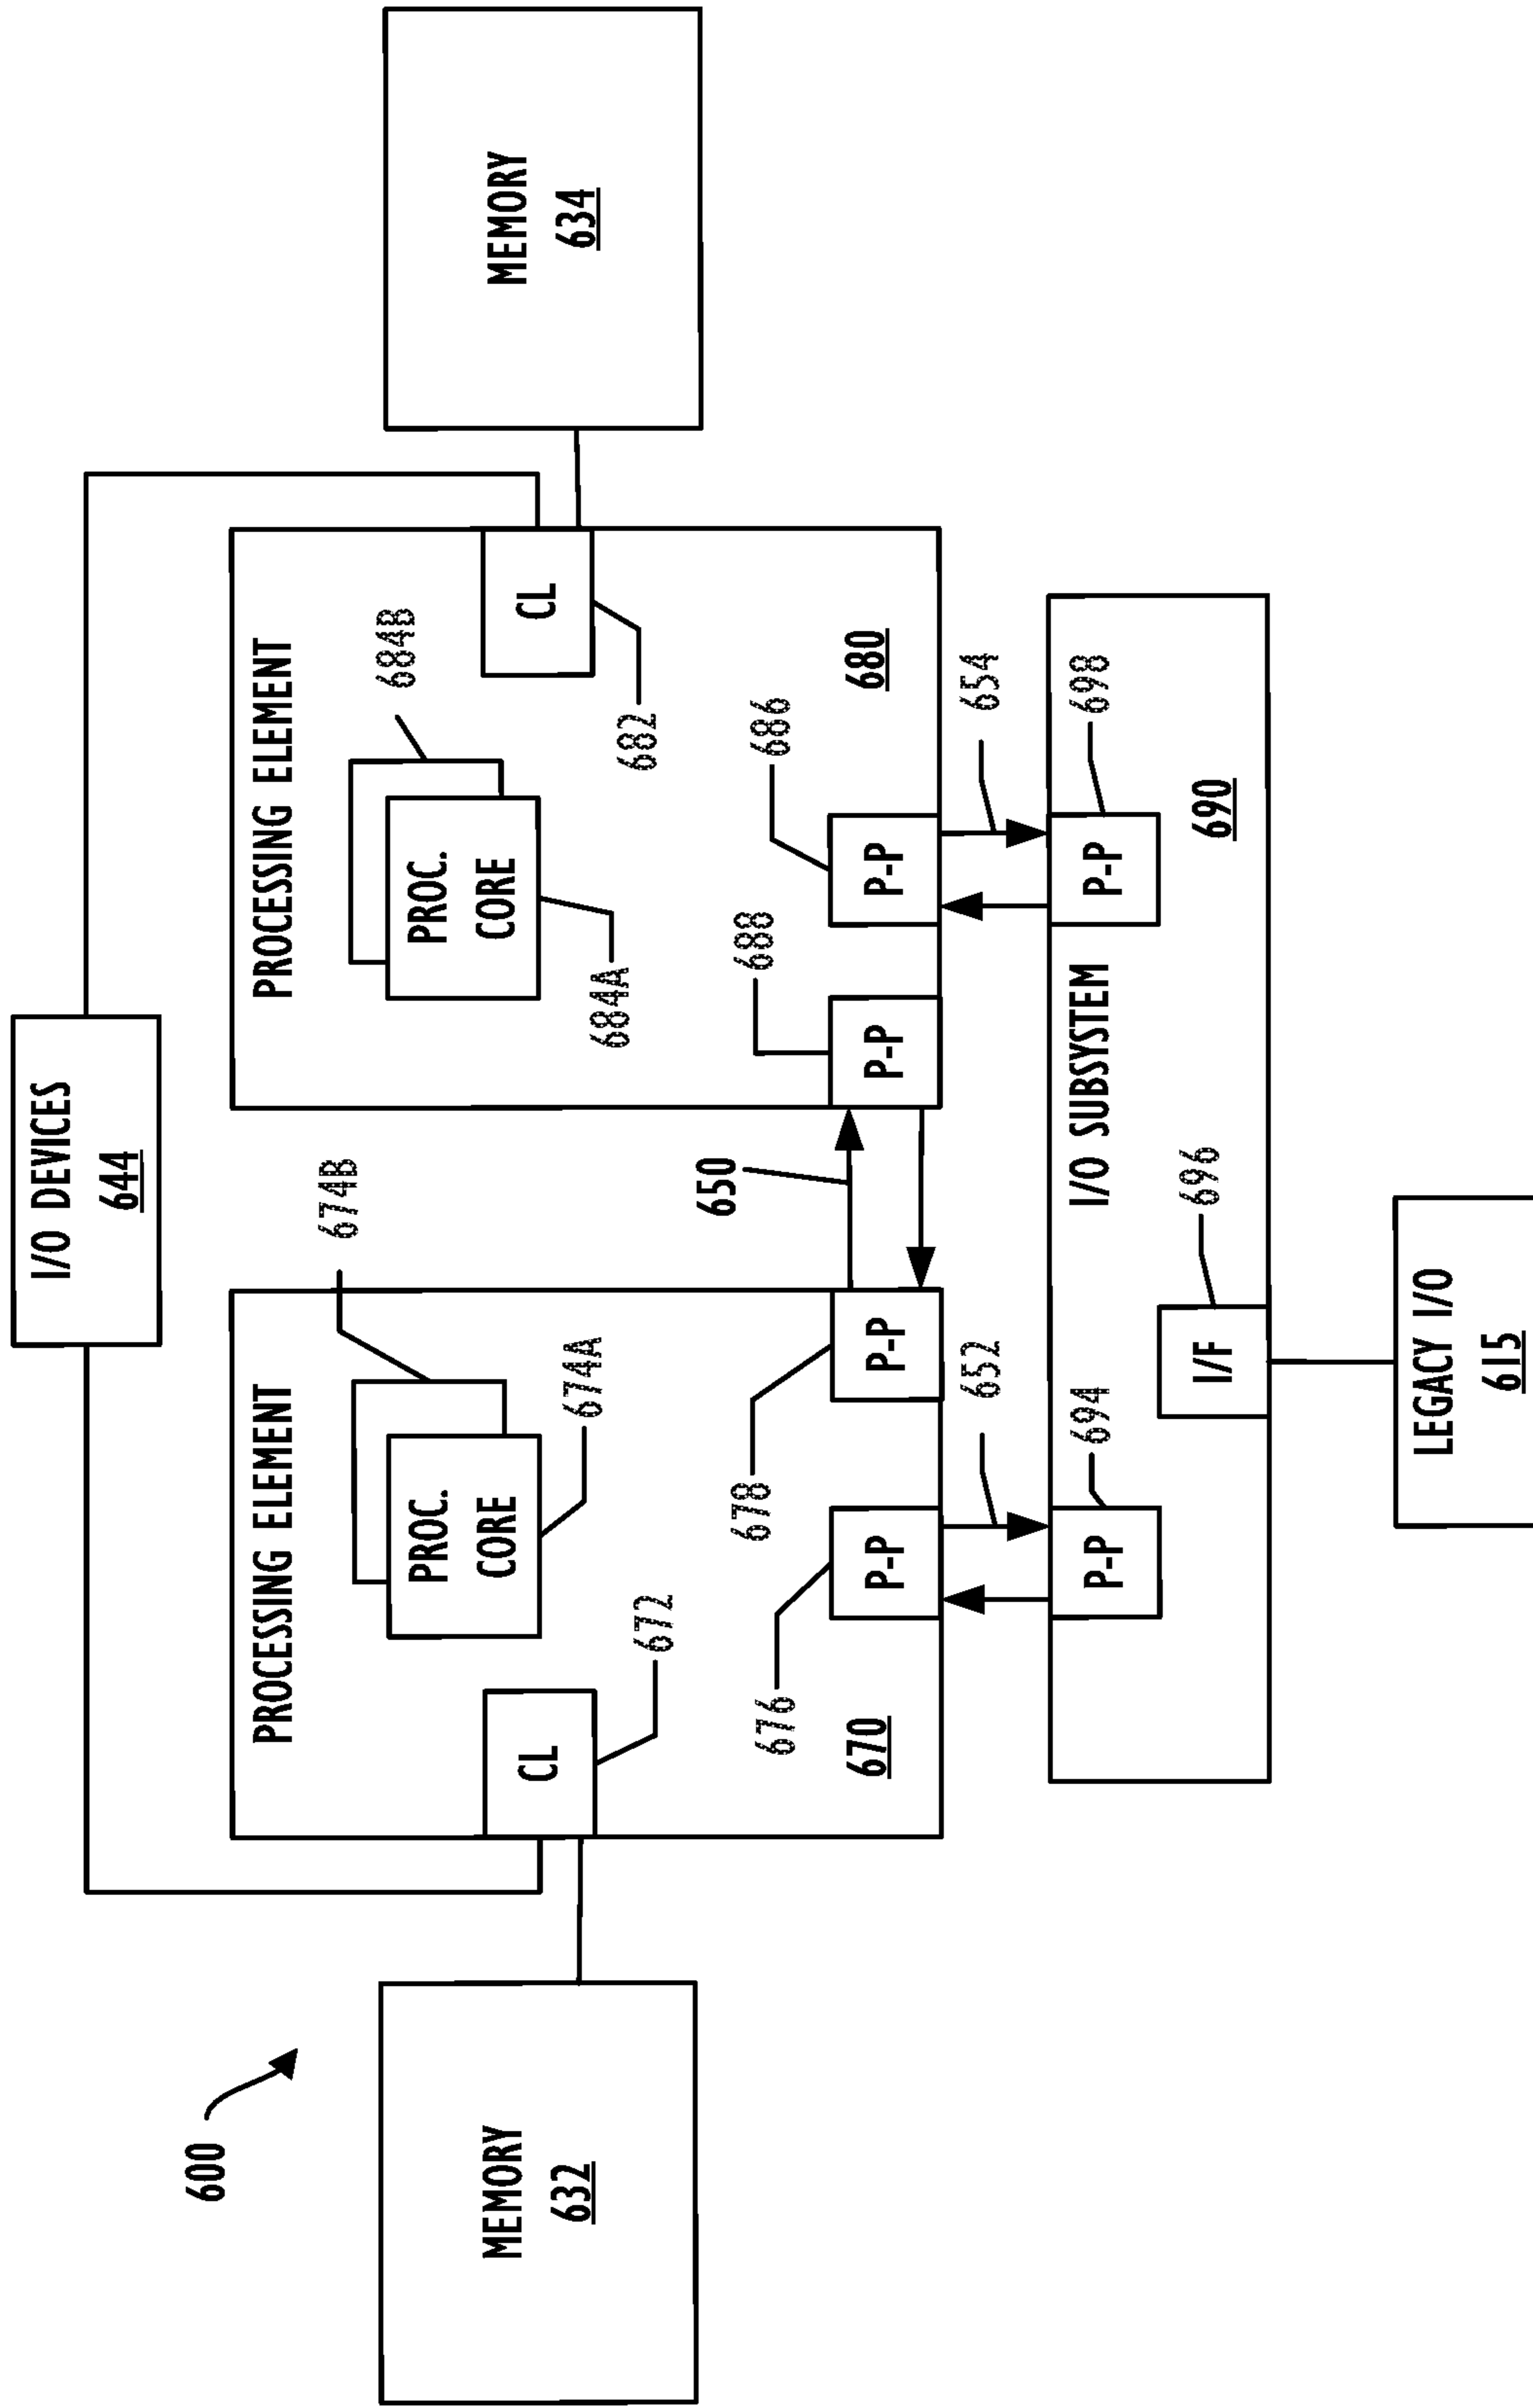 600
I/O DEVICES
644
MEMORY
632
PROCESSING ELEMENT
674B
PROC.
CORE
674A
CL
672
676
P-P
678
P-P
670
650
PROCESSING ELEMENT
684B
PROC.
CORE
684A
CL
682
688
P-P
686
P-P
680
MEMORY
634
652
654
694
P-P
I/O SUBSYSTEM
698
P-P
690
I/F
696
LEGACY I/O
615